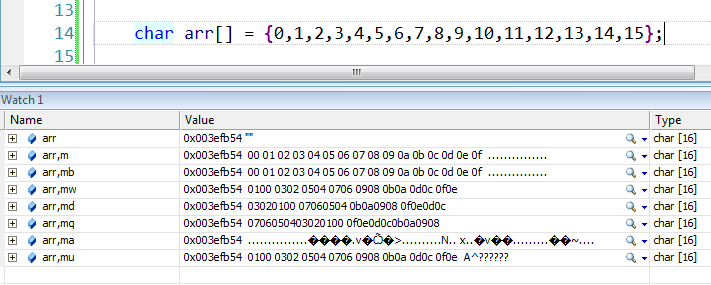 13
14 char arr[] = {0,1,2,3,4,5,6,7,8,9,10,11,12,13,14,15};
15
Watch 1
Name Value Type
arr 0x003efb54 "" char [16]
arr,m 0x003efb54 00 01 02 03 04 05 06 07 08 09 0a 0b 0c 0d 0e 0f ............... char [16]
arr,mb 0x003efb54 00 01 02 03 04 05 06 07 08 09 0a 0b 0c 0d 0e 0f ............... char [16]
arr,mw 0x003efb54 0100 0302 0504 0706 0908 0b0a 0d0c 0f0e char [16]
arr,md 0x003efb54 03020100 07060504 0b0a0908 0f0e0d0c char [16]
arr,mq 0x003efb54 0706050403020100 0f0e0d0c0b0a0908 char [16]
arr,ma 0x003efb54 char [16]
arr,mu 0x003efb54 0100 0302 0504 0706 0908 0b0a 0d0c 0f0e A^?????? char [16]